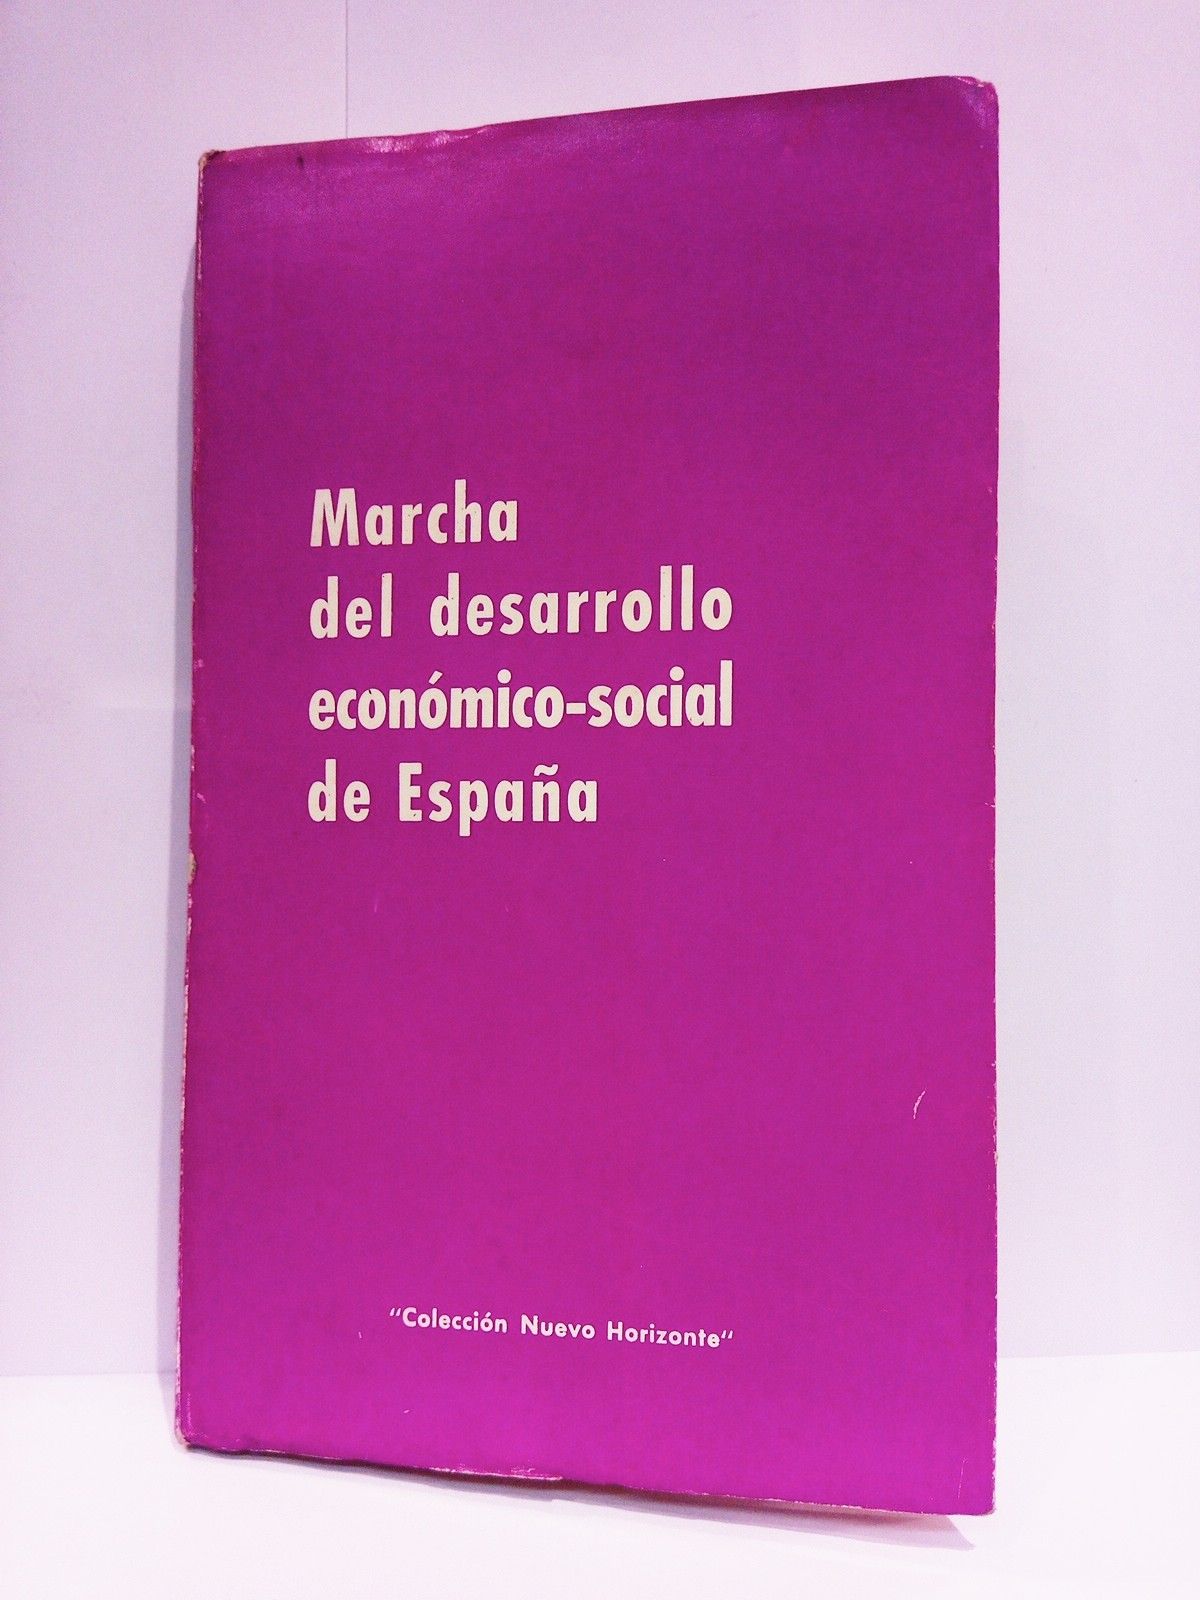 Marcha
del desarrollo
económico-social
de España
"Colección Nuevo Horizonte"